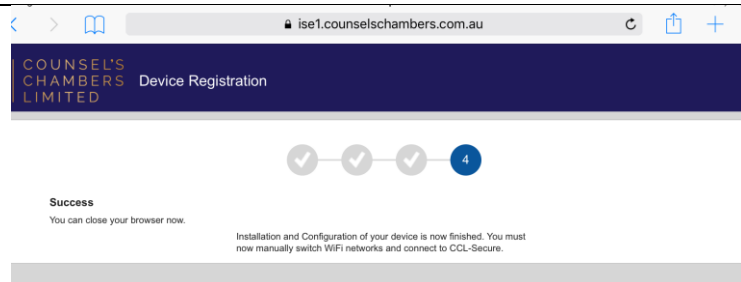 ise1.counselschambers.com.au
COUNSEL'S
CHAMBERS
LIMITED
Device Registration
4
Success
You can close your browser now.
Installation and Configuration of your device is now finished. You must
now manually switch WiFi networks and connect to CCL-Secure.